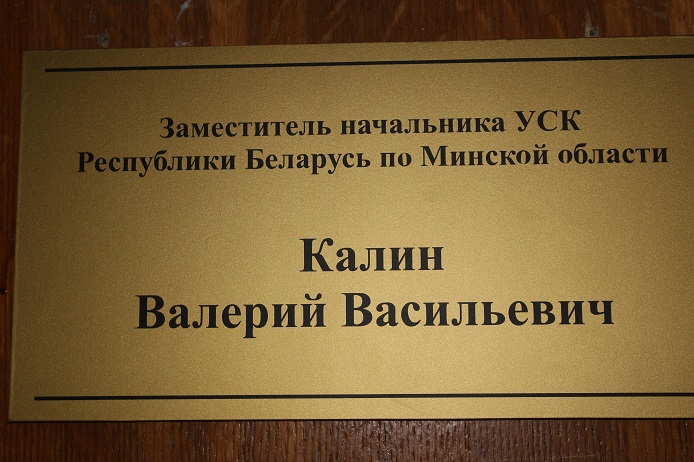 Заместитель начальника УСК
Республики Беларусь по Минской области
Калин
Валерий Васильевич